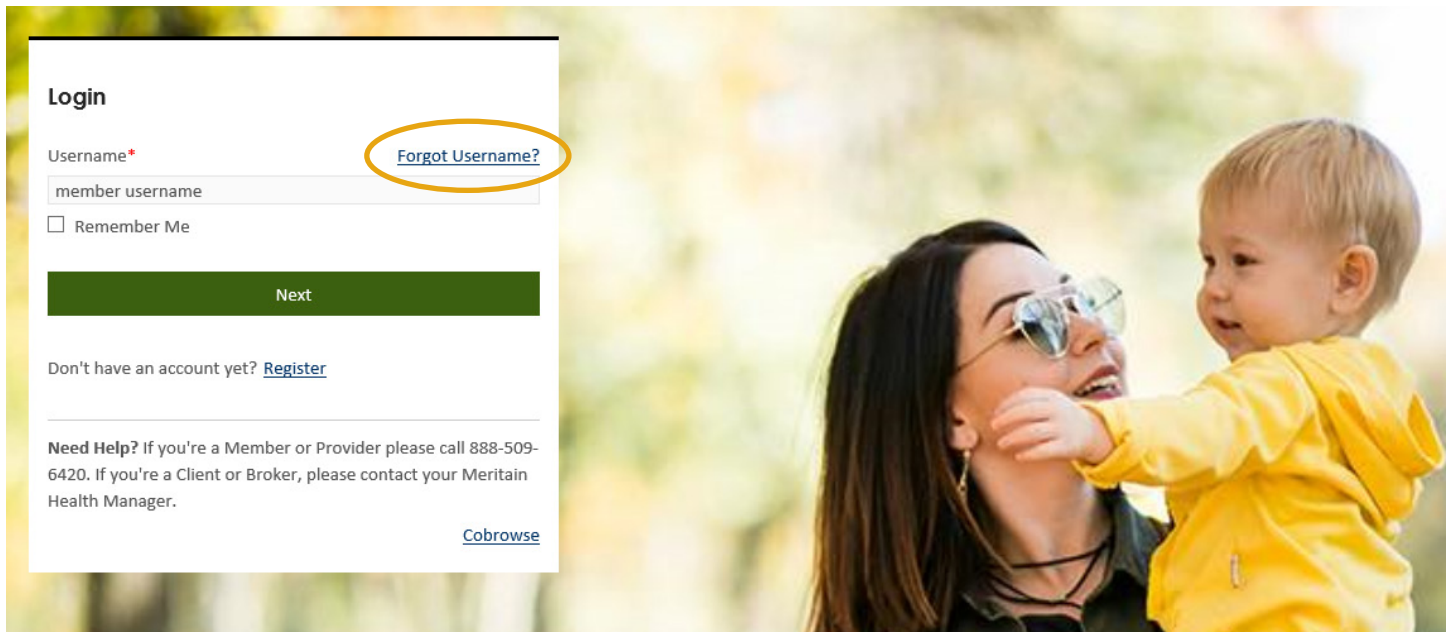 Login
Username* Forgot Username?
member username
Remember Me
Next
Don't have an account yet? Register
Need Help? If you're a Member or Provider please call 888-509-
6420. If you're a Client or Broker, please contact your Meritain
Health Manager.
Cobrowse